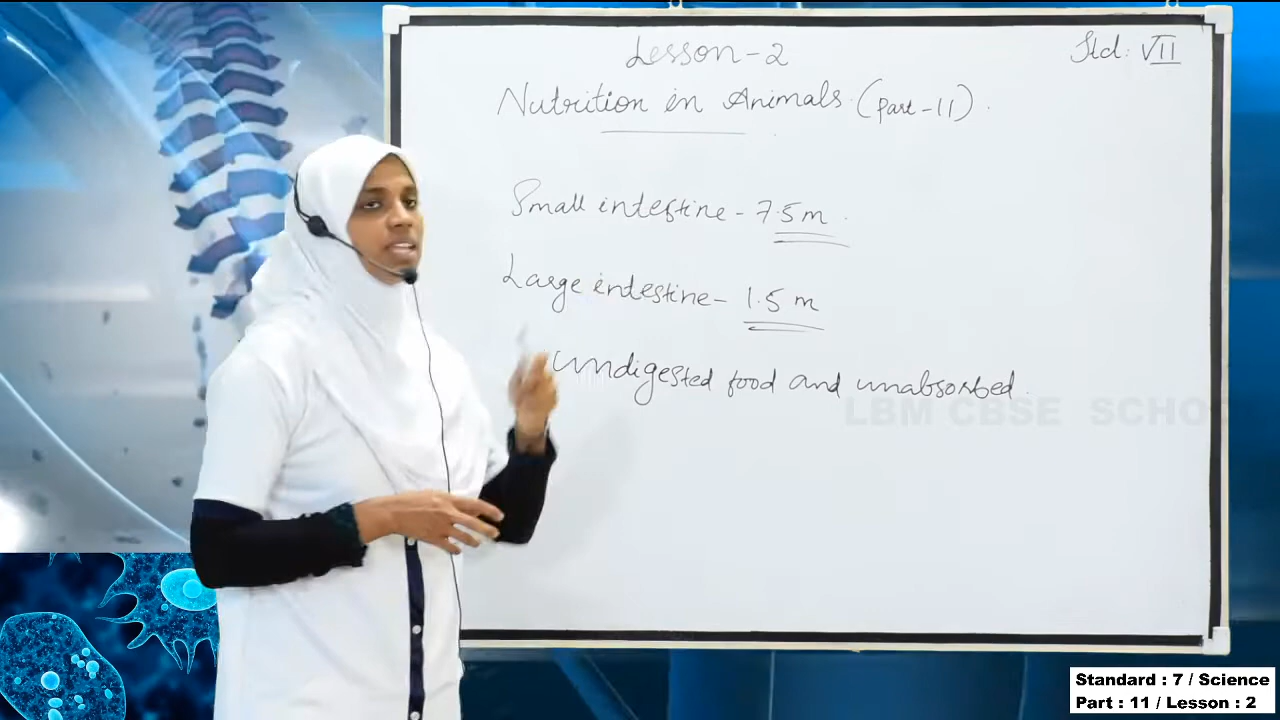 Lesson-2
Std: VII
Nutrition in Animals (Part-11).
Small intestine - 7.5m.
Large intestine - 1.5 m
undigested food and unabsorbed.
LBM CBSE SCHO
Standard : 7 / Science
Part : 11 / Lesson : 2